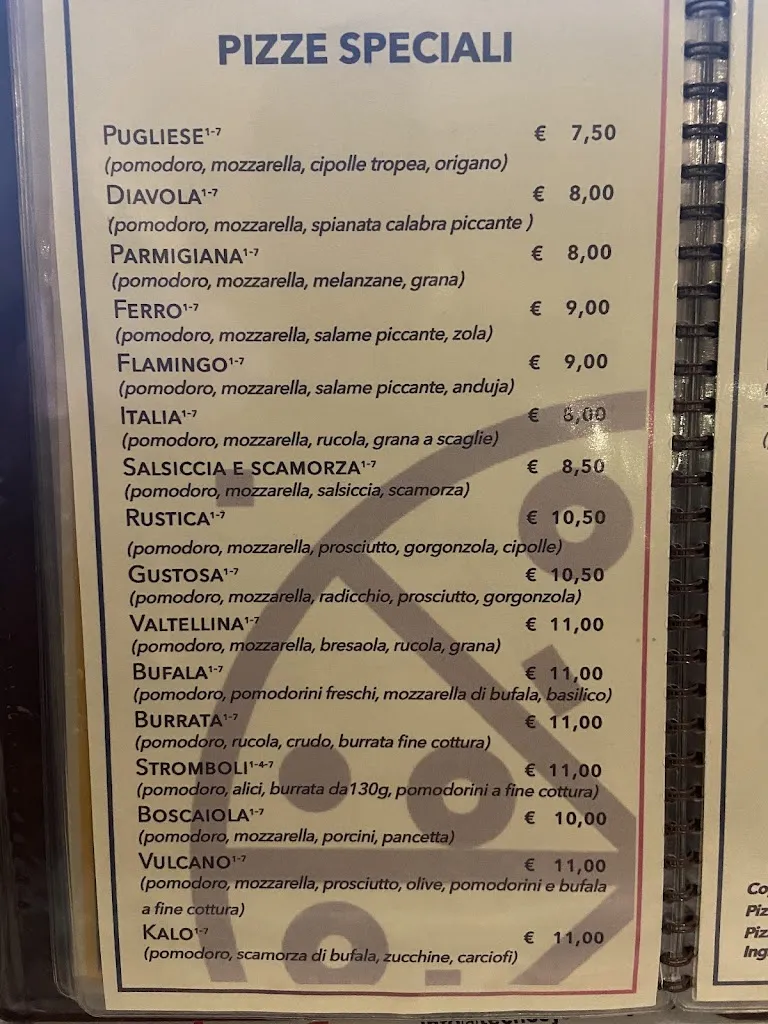 PIZZE SPECIALI
PUGLIESE¹⁻⁷ € 7,50
(pomodoro, mozzarella, cipolle tropea, origano)
DIAVOLA¹⁻⁷ € 8,00
(pomodoro, mozzarella, spianata calabra piccante )
PARMIGIANA¹⁻⁷ € 8,00
(pomodoro, mozzarella, melanzane, grana)
FERRO¹⁻⁷ € 9,00
(pomodoro, mozzarella, salame piccante, zola)
FLAMINGO¹⁻⁷ € 9,00
(pomodoro, mozzarella, salame piccante, anduja)
ITALIA¹⁻⁷ € 8,00
(pomodoro, mozzarella, rucola, grana a scaglie)
SALSICCIA E SCAMORZA¹⁻⁷ € 8,50
(pomodoro, mozzarella, salsiccia, scamorza)
RUSTICA¹⁻⁷ € 10,50
(pomodoro, mozzarella, prosciutto, gorgonzola, cipolle)
GUSTOSA¹⁻⁷ € 10,50
(pomodoro, mozzarella, radicchio, prosciutto, gorgonzola)
VALTELLINA¹⁻⁷ € 11,00
(pomodoro, mozzarella, bresaola, rucola, grana)
BUFALA¹⁻⁷ € 11,00
(pomodoro, pomodorini freschi, mozzarella di bufala, basilico)
BURRATA¹⁻⁷ € 11,00
(pomodoro, rucola, crudo, burrata fine cottura)
STROMBOLI¹⁻⁴⁻⁷ € 11,00
(pomodoro, alici, burrata da130g, pomodorini a fine cottura)
BOSCAIOLA¹⁻⁷ € 10,00
(pomodoro, mozzarella, porcini, pancetta)
VULCANO¹⁻⁷ € 11,00
(pomodoro, mozzarella, prosciutto, olive, pomodorini e bufala
a fine cottura)
KALO¹⁻⁷ € 11,00
(pomodoro, scamorza di bufala, zucchine, carciofi)
Piz
Piz
Ing